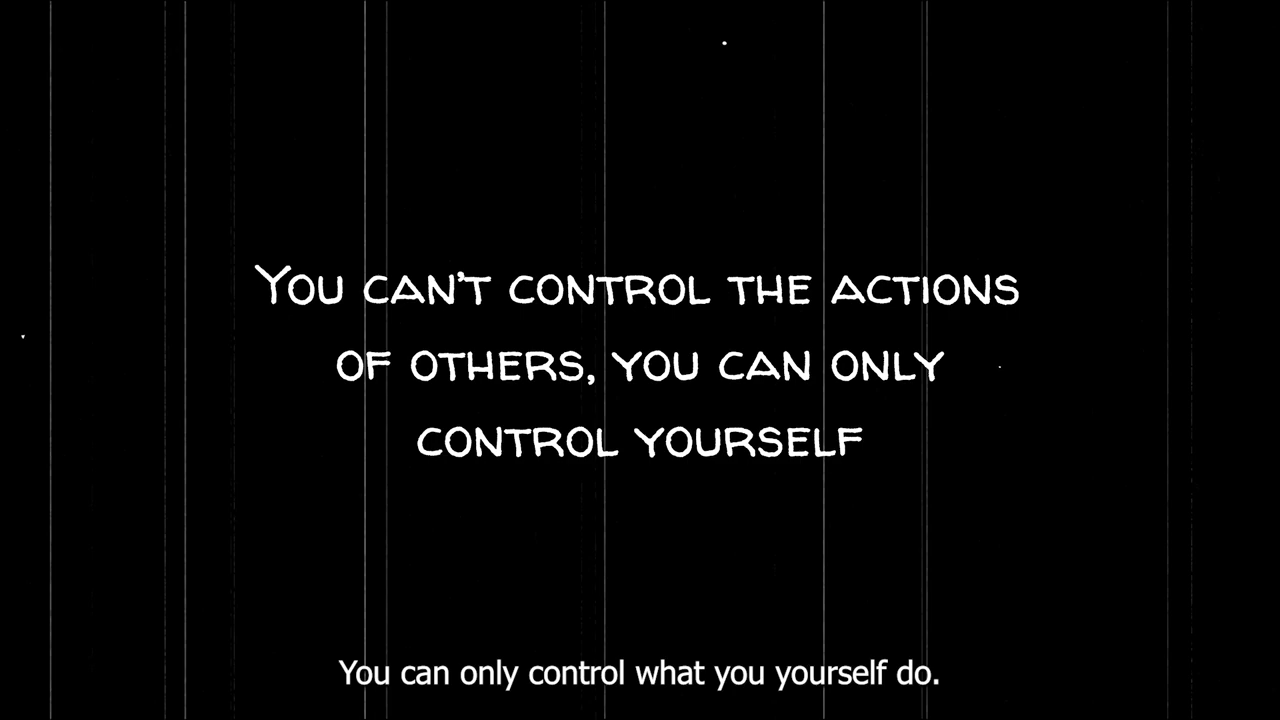 You can't control the actions
of others, you can only
control yourself
You can only control what you yourself do.